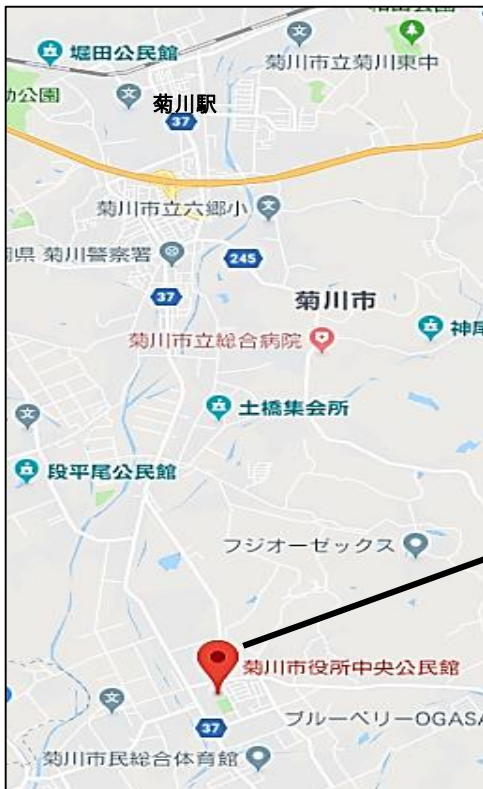 堀田公民館
菊川市立菊川東中
菊川駅
37
菊川市立六郷小
菊川警察署
245
37
菊川市
神尾
菊川市立総合病院
土橋集会所
段平尾公民館
フジオーゼックス
菊川市役所中央公民館
37
ブルーベリーOGASA
菊川市民総合体育館